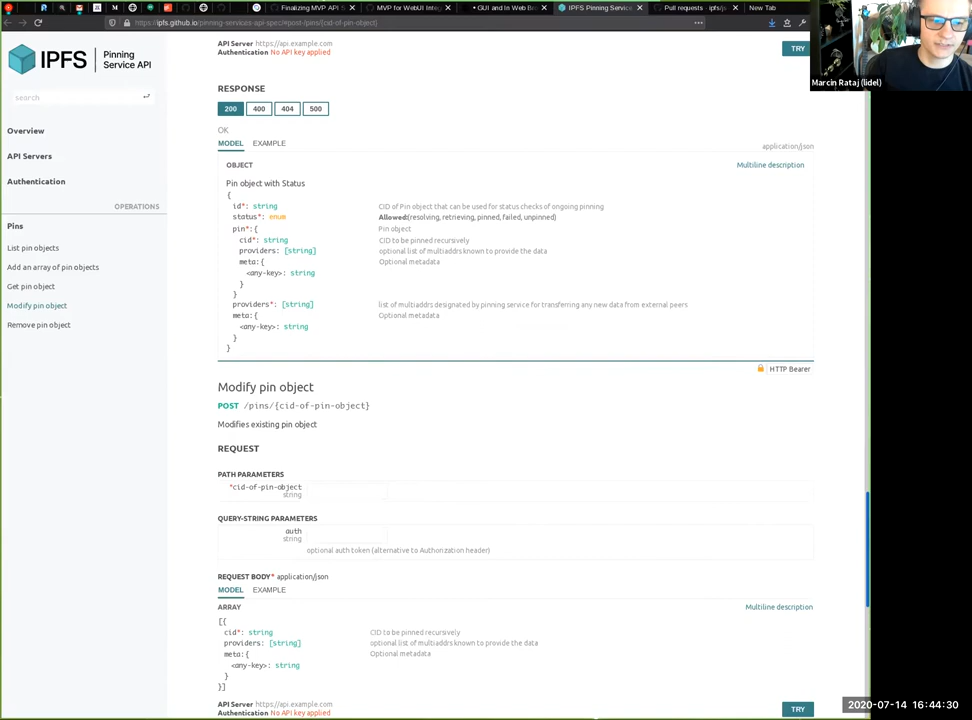 Finalizing MVP API S
MVP for WebUI Integ
• GUI and In Web Br
IPFS Pinning Service
Pull requests · ipfs/js
New Tab
https://ipfs.github.io/pinning-services-api-spec/#post-/pins/{cid-of-pin-object}
Marcin Rataj (lidel)
IPFS
Pinning
Service API
search
Overview
API Servers
Authentication
OPERATIONS
Pins
List pin objects
Add an array of pin objects
Get pin object
Modify pin object
Remove pin object
API Server https://api.example.com
Authentication No API key applied
TRY
RESPONSE
200 400 404 500
OK
MODEL EXAMPLE
application/json
OBJECT
Multiline description
Pin object with Status
{
id*: string CID of Pin object that can be used for status checks of ongoing pinning
status*: enum Allowed:(resolving, retrieving, pinned, failed, unpinned)
pin*:{ Pin object
cid*: string CID to be pinned recursively
providers: [string] optional list of multiaddrs known to provide the data
meta:{ Optional metadata
<any-key>: string
}
}
providers*: [string] list of multiaddrs designated by pinning service for transferring any new data from external peers
meta:{ Optional metadata
<any-key>: string
}
}
HTTP Bearer
Modify pin object
POST /pins/{cid-of-pin-object}
Modifies existing pin object
REQUEST
PATH PARAMETERS
*cid-of-pin-object
string
QUERY-STRING PARAMETERS
auth
string
optional auth token (alternative to Authorization header)
REQUEST BODY* application/json
MODEL EXAMPLE
ARRAY
Multiline description
[{
cid*: string CID to be pinned recursively
providers: [string] optional list of multiaddrs known to provide the data
meta:{ Optional metadata
<any-key>: string
}
}]
API Server https://api.example.com
Authentication No API key applied
TRY
2020-07-14 16:44:30